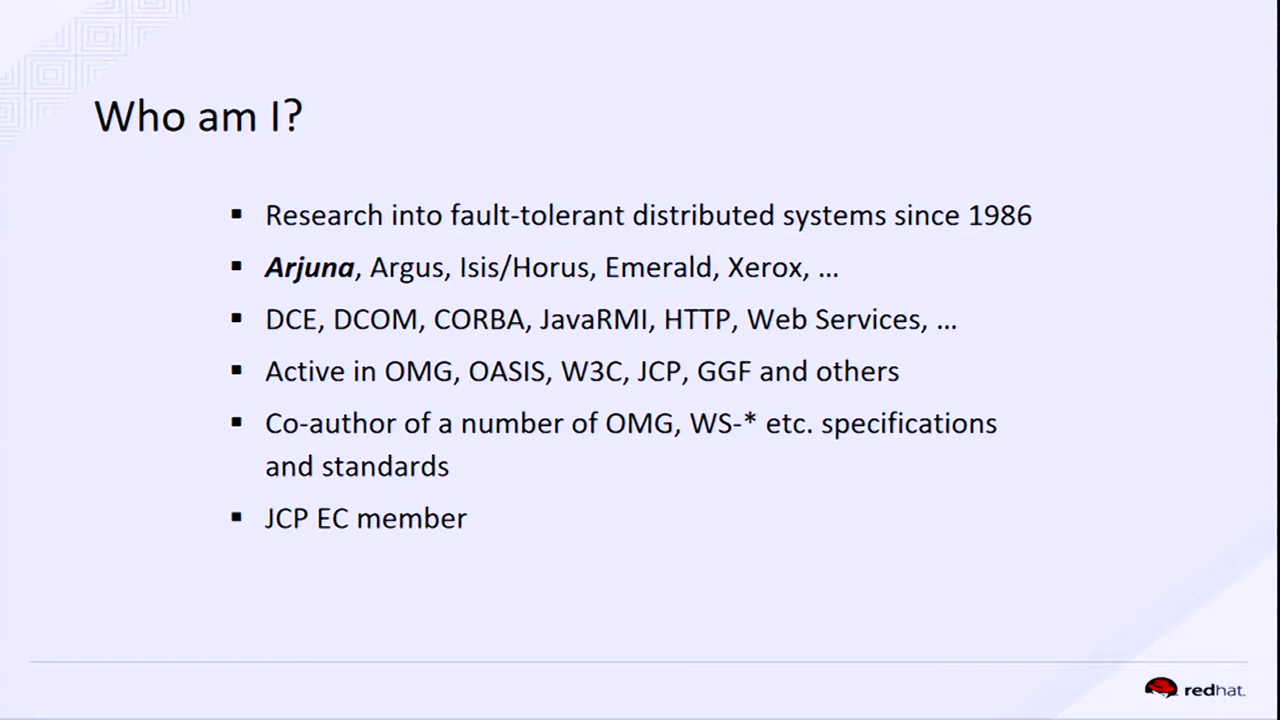 Who am I?
▪ Research into fault-tolerant distributed systems since 1986
▪ Arjuna, Argus, Isis/Horus, Emerald, Xerox, …
▪ DCE, DCOM, CORBA, JavaRMI, HTTP, Web Services, …
▪ Active in OMG, OASIS, W3C, JCP, GGF and others
▪ Co-author of a number of OMG, WS-* etc. specifications
and standards
▪ JCP EC member
redhat.